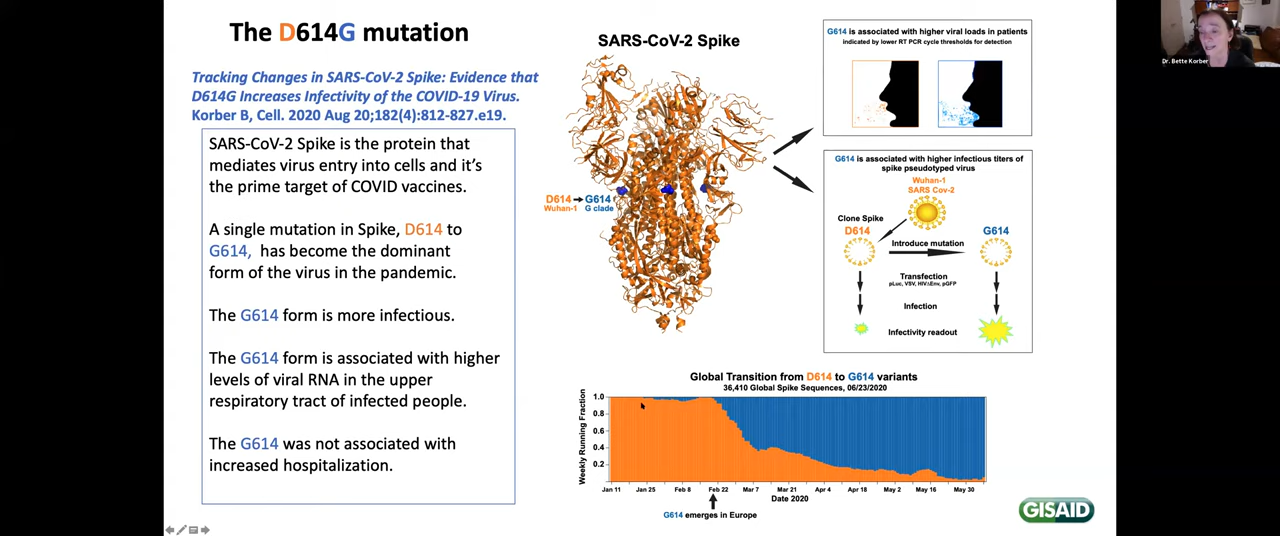 The D614G mutation
Tracking Changes in SARS-CoV-2 Spike: Evidence that
D614G Increases Infectivity of the COVID-19 Virus.
Korber B, Cell. 2020 Aug 20;182(4):812-827.e19.
SARS-CoV-2 Spike is the protein that
mediates virus entry into cells and it's
the prime target of COVID vaccines.
A single mutation in Spike, D614 to
G614, has become the dominant
form of the virus in the pandemic.
The G614 form is more infectious.
The G614 form is associated with higher
levels of viral RNA in the upper
respiratory tract of infected people.
The G614 was not associated with
increased hospitalization.
SARS-CoV-2 Spike
D614 → G614
Wuhan-1 G clade
G614 is associated with higher viral loads in patients
indicated by lower RT PCR cycle thresholds for detection
G614 is associated with higher infectious titers of
spike pseudotyped virus
Wuhan-1
SARS Cov-2
Clone Spike
D614
G614
Introduce mutation
Transfection
pLuc, VSV, HIVΔEnv, pGFP
Infection
Infectivity readout
Global Transition from D614 to G614 variants
36,410 Global Spike Sequences, 06/23/2020
Weekly Running Fraction
1.0
0.8
0.6
0.4
0.2
Jan 11 Jan 25 Feb 8 Feb 22 Mar 7 Mar 21 Apr 4 Apr 18 May 2 May 16 May 30
Date 2020
G614 emerges in Europe
GISAID
Dr. Bette Korber